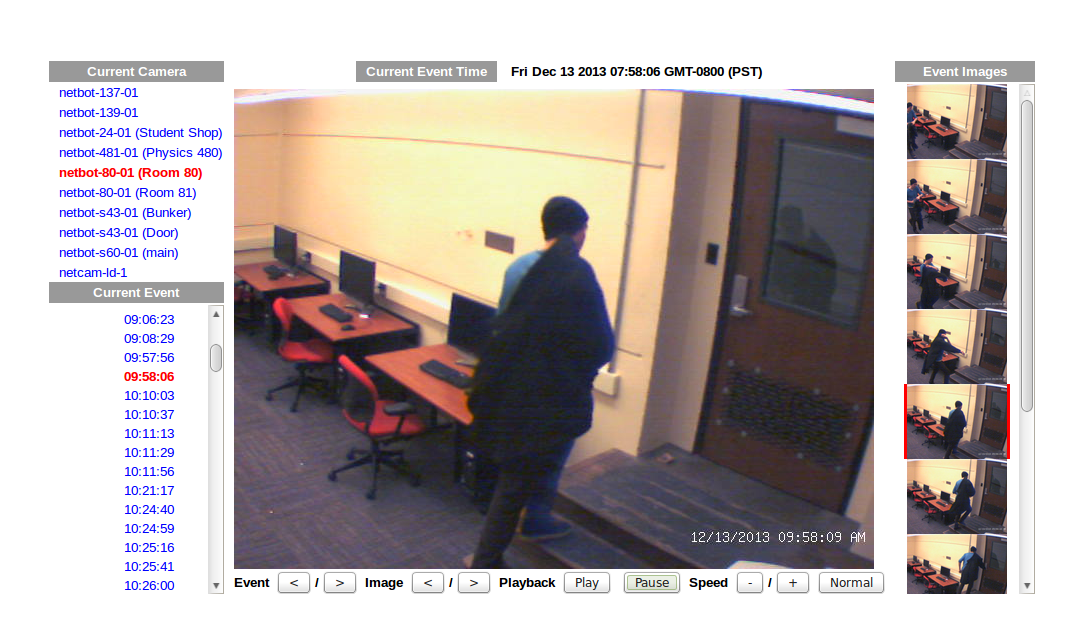 Current Camera
netbot-137-01
netbot-139-01
netbot-24-01 (Student Shop)
netbot-481-01 (Physics 480)
netbot-80-01 (Room 80)
netbot-80-01 (Room 81)
netbot-s43-01 (Bunker)
netbot-s43-01 (Door)
netbot-s60-01 (main)
netcam-ld-1
Current Event
09:06:23
09:08:29
09:57:56
09:58:06
10:10:03
10:10:37
10:11:13
10:11:29
10:11:56
10:21:17
10:24:40
10:24:59
10:25:16
10:25:41
10:26:00
Current Event Time Fri Dec 13 2013 07:58:06 GMT-0800 (PST)
12/13/2013 09:58:09 AM
Event < / > Image < / > Playback Play Pause Speed - / + Normal
Event Images